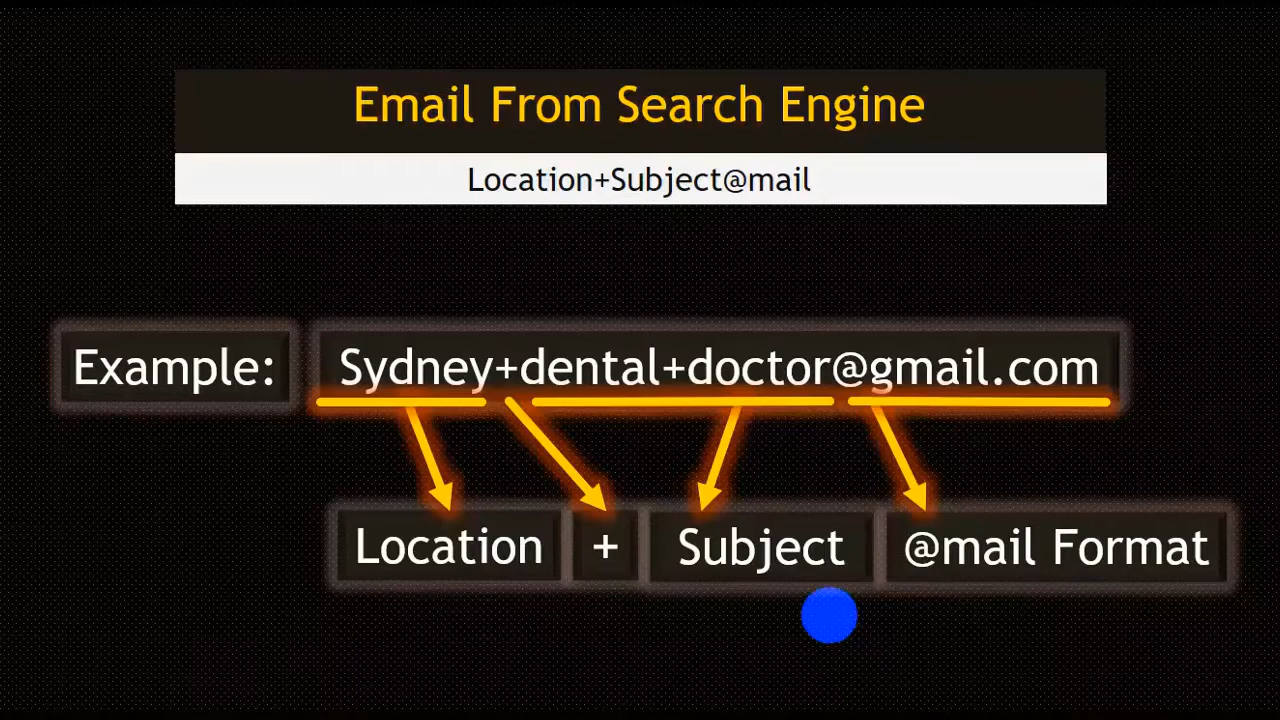 Email From Search Engine
Location+Subject@mail
Example: Sydney+dental+doctor@gmail.com
Location + Subject @mail Format